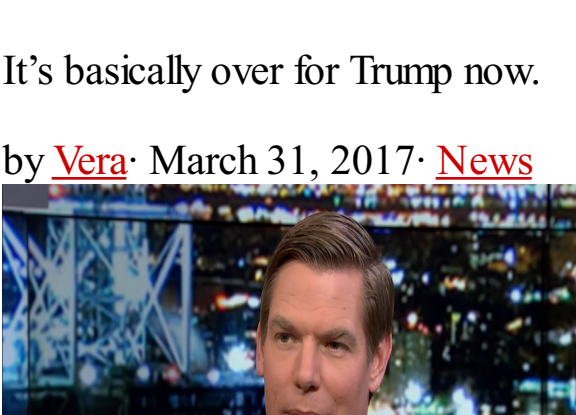 It’s basically over for Trump now.
by Vera· March 31, 2017· News